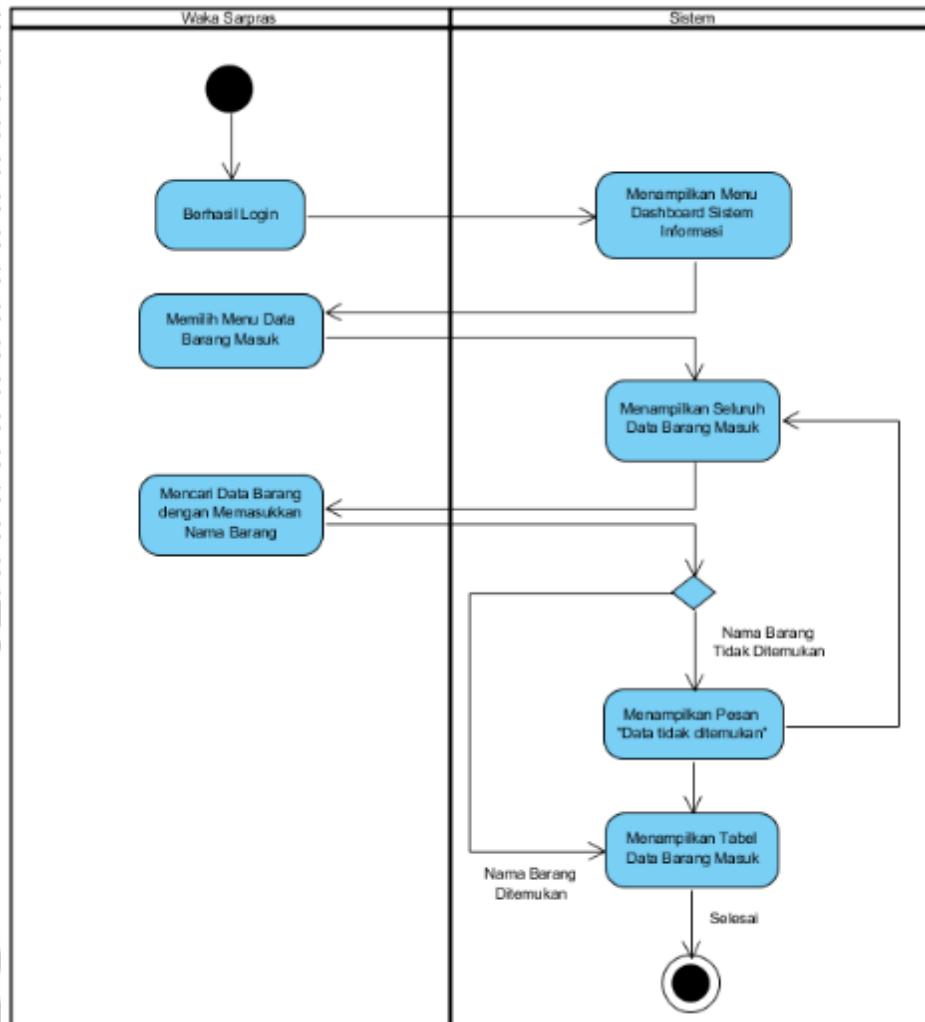 Waka Sarpras
Sistem
Berhasil Login
Menampilkan Menu
Dashboard Sistem
Informasi
Memilih Menu Data
Barang Masuk
Menampilkan Seluruh
Data Barang Masuk
Mencari Data Barang
dengan Memasukkan
Nama Barang
Nama Barang
Tidak Ditemukan
Menampilkan Pesan
"Data tidak ditemukan"
Menampilkan Tabel
Data Barang Masuk
Nama Barang
Ditemukan
Selesai